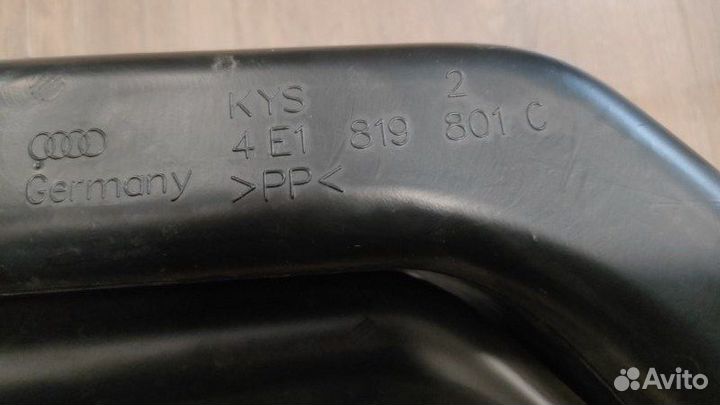 KYS 2
4 E1 819 801 C
Germany >PP<
Avito